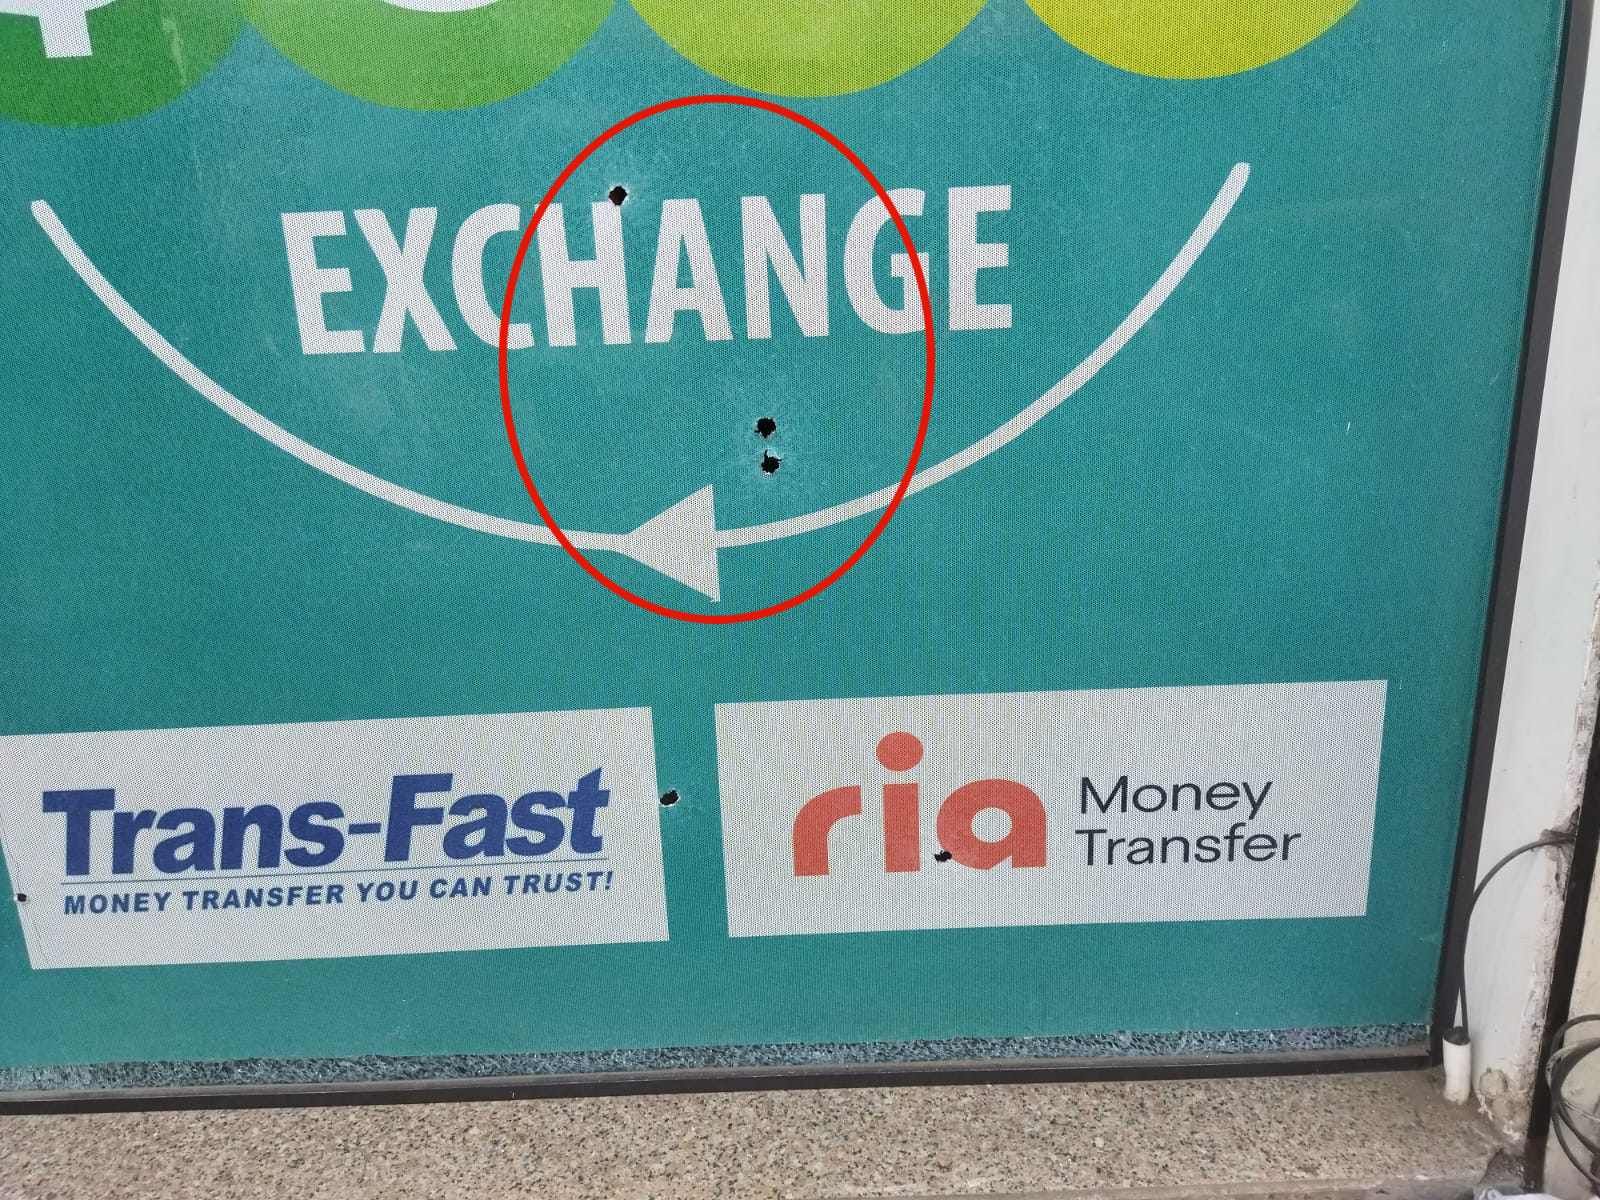 EXCHANGE
Trans-Fast
MONEY TRANSFER YOU CAN TRUST!
ria
Money
Transfer